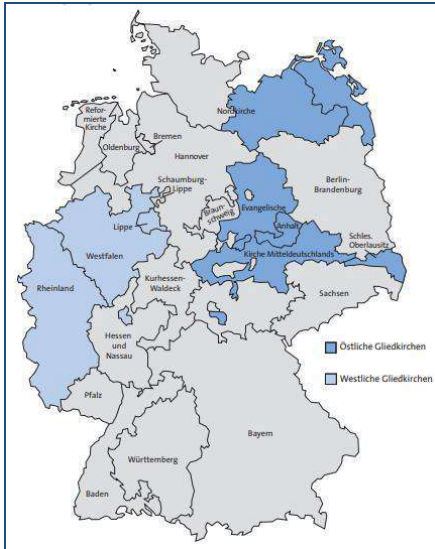 Nordkirche
Refor-
mierte
Kirche
Bremen
Oldenburg
Hannover
Schaumburg-
Lippe
Berlin-
Brandenburg
Braun-
schweig
Evangelische
Anhalt
Lippe
Schles.
Oberlausitz
Westfalen
Kirche Mitteldeutschlands
Kurhessen-
Waldeck
Rheinland
Sachsen
Hessen
und
Nassau
Östliche Gliedkirchen
Westliche Gliedkirchen
Pfalz
Bayern
Württemberg
Baden